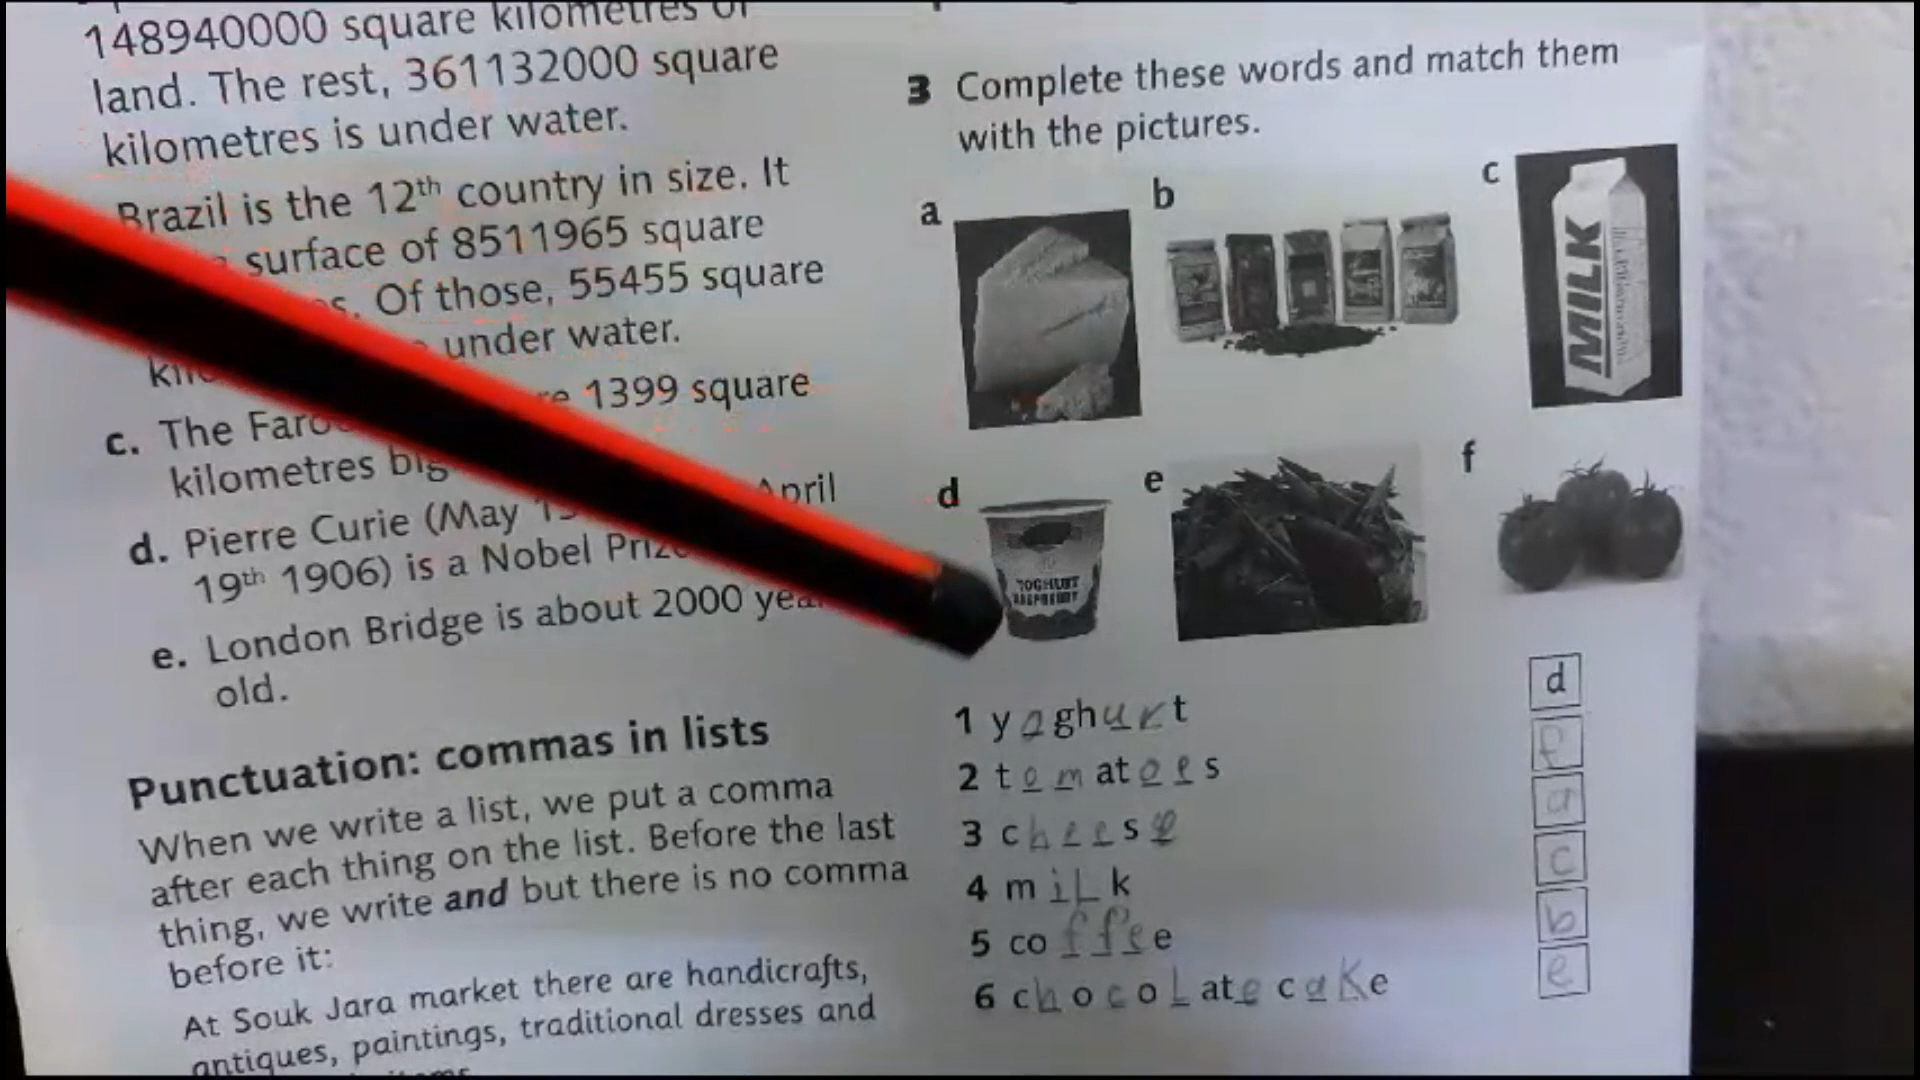 148940000 square kilometres of
land. The rest, 361132000 square
kilometres is under water.
Brazil is the 12th country in size. It
surface of 8511965 square
s. Of those, 55455 square
under water.
re 1399 square
c. The Faro
kilometres big
d. Pierre Curie (May April
19th 1906) is a Nobel Prize
e. London Bridge is about 2000 years
old.
Punctuation: commas in lists
When we write a list, we put a comma
after each thing on the list. Before the last
thing, we write and but there is no comma
before it:
At Souk Jara market there are handicrafts,
antiques, paintings, traditional dresses and
3 Complete these words and match them
with the pictures.
a
b
c
MILK
d
YOGHURT
RASPBERRY
e
f
1 yoghurt d
2 tomatoes f
3 cheese a
4 milk c
5 coffee b
6 chocolate cake e